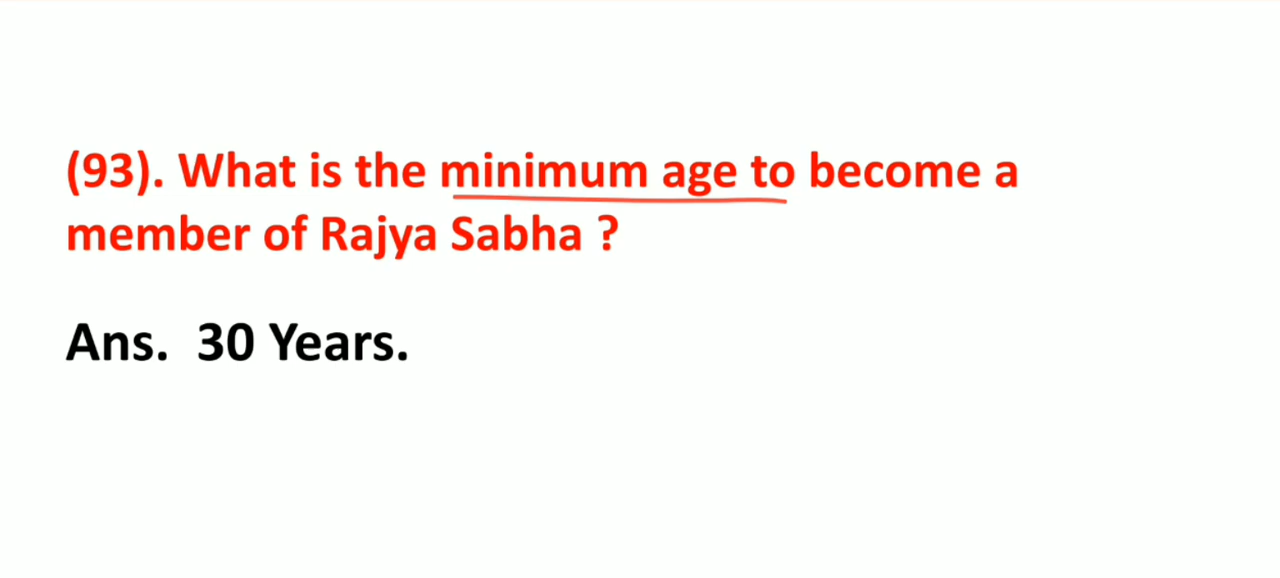 (93). What is the minimum age to become a
member of Rajya Sabha ?
Ans.  30 Years.